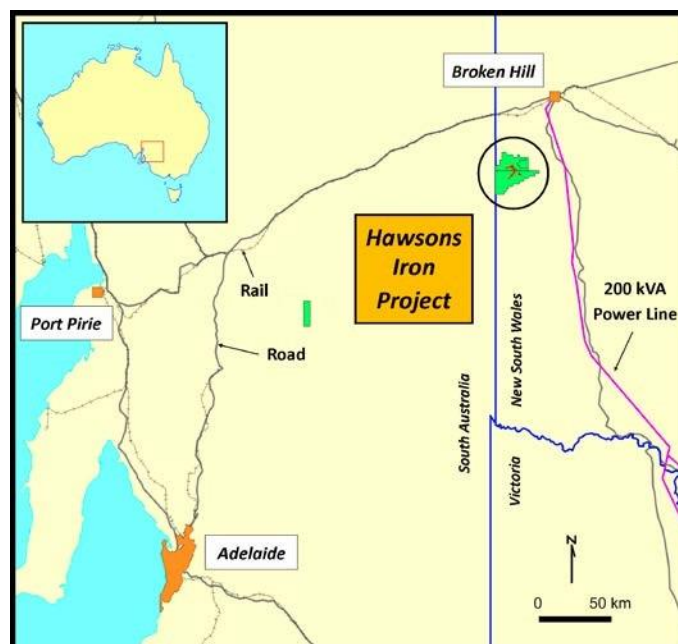 Broken Hill
Hawsons
Iron
Project
Rail
200 kVA
Power Line
Port Pirie
Road
New South Wales
South Australia
Victoria
Adelaide
N
0 50 km